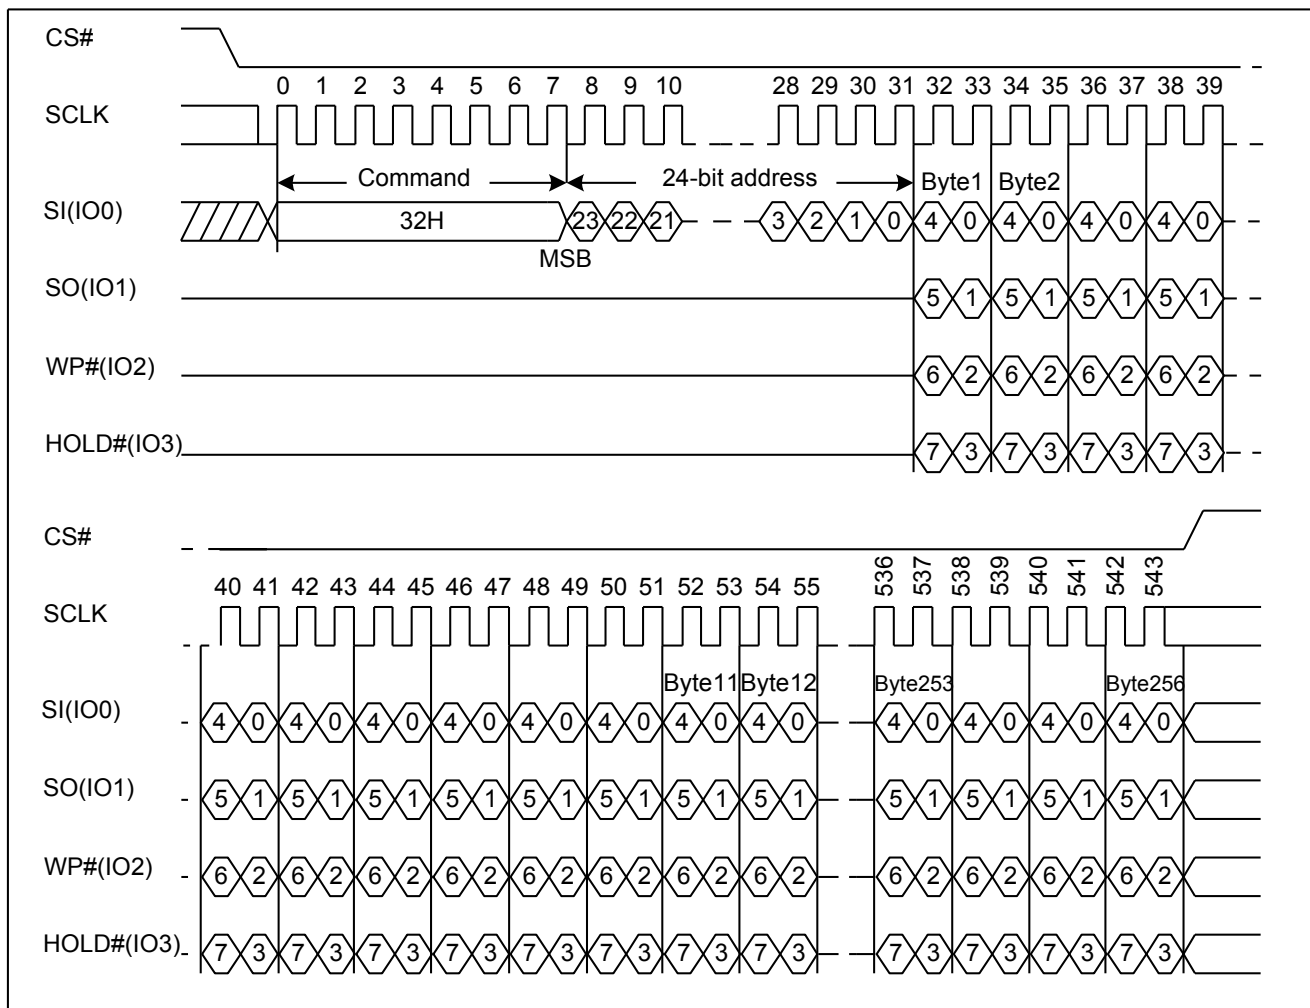 CS#
0 1 2 3 4 5 6 7 8 9 10 28 29 30 31 32 33 34 35 36 37 38 39
SCLK
Command 24-bit address Byte1 Byte2
SI(IO0) 32H 23 22 21 3 2 1 0 4 0 4 0 4 0 4 0
MSB
SO(IO1) 5 1 5 1 5 1 5 1
WP#(IO2) 6 2 6 2 6 2 6 2
HOLD#(IO3) 7 3 7 3 7 3 7 3
CS#
40 41 42 43 44 45 46 47 48 49 50 51 52 53 54 55 536 537 538 539 540 541 542 543
SCLK
Byte11 Byte12 Byte253 Byte256
SI(IO0) 4 0 4 0 4 0 4 0 4 0 4 0 4 0 4 0 4 0 4 0 4 0 4 0
SO(IO1) 5 1 5 1 5 1 5 1 5 1 5 1 5 1 5 1 5 1 5 1 5 1 5 1
WP#(IO2) 6 2 6 2 6 2 6 2 6 2 6 2 6 2 6 2 6 2 6 2 6 2 6 2
HOLD#(IO3) 7 3 7 3 7 3 7 3 7 3 7 3 7 3 7 3 7 3 7 3 7 3 7 3